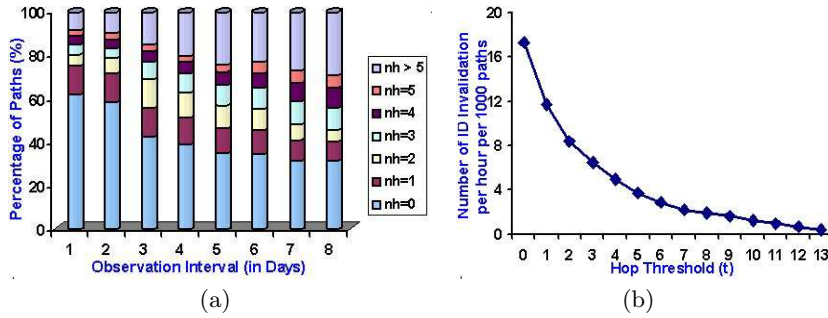 Percentage of Paths (%)
100
80
60
40
20
0
1 2 3 4 5 6 7 8
Observation Interval (in Days)
nh > 5
nh=5
nh=4
nh=3
nh=2
nh=1
nh=0
(a)
Number of ID Invalidation
per hour per 1000 paths
20
16
12
8
4
0
0 1 2 3 4 5 6 7 8 9 10 11 12 13
Hop Threshold (t)
(b)